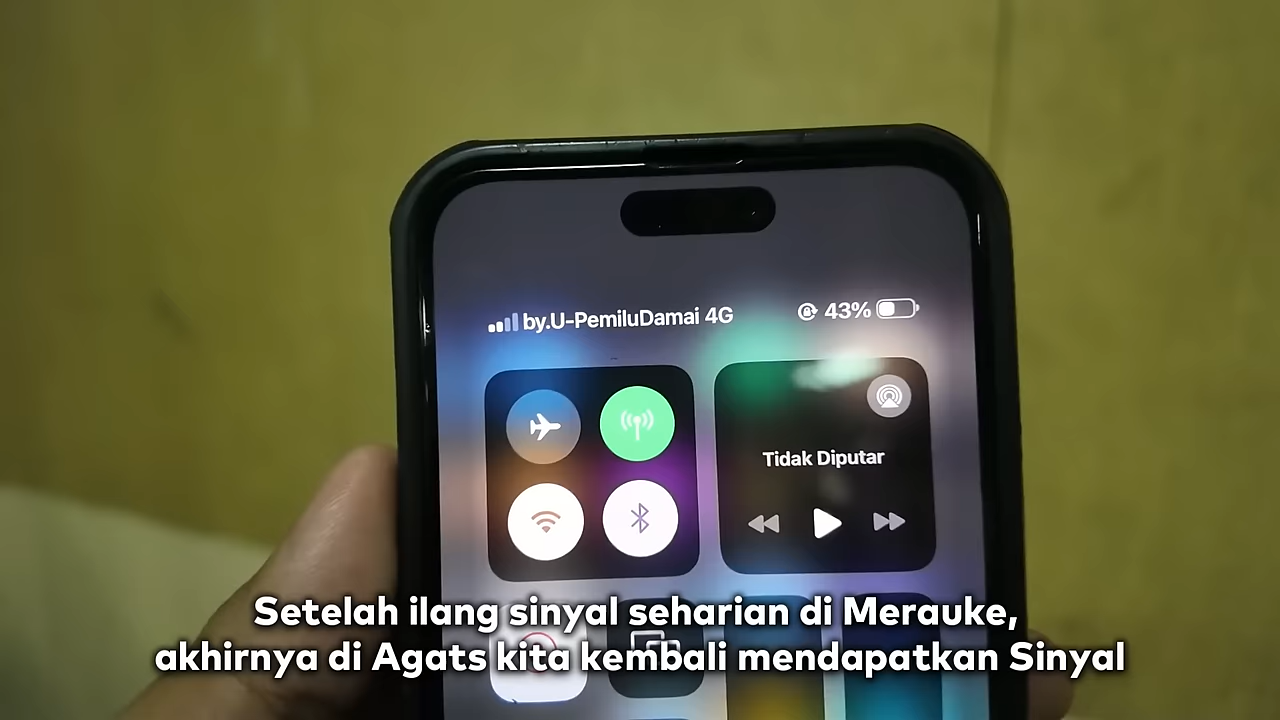 by.U-PemiluDamai 4G 43%
Tidak Diputar
Setelah ilang sinyal seharian di Merauke,
akhirnya di Agats kita kembali mendapatkan Sinyal